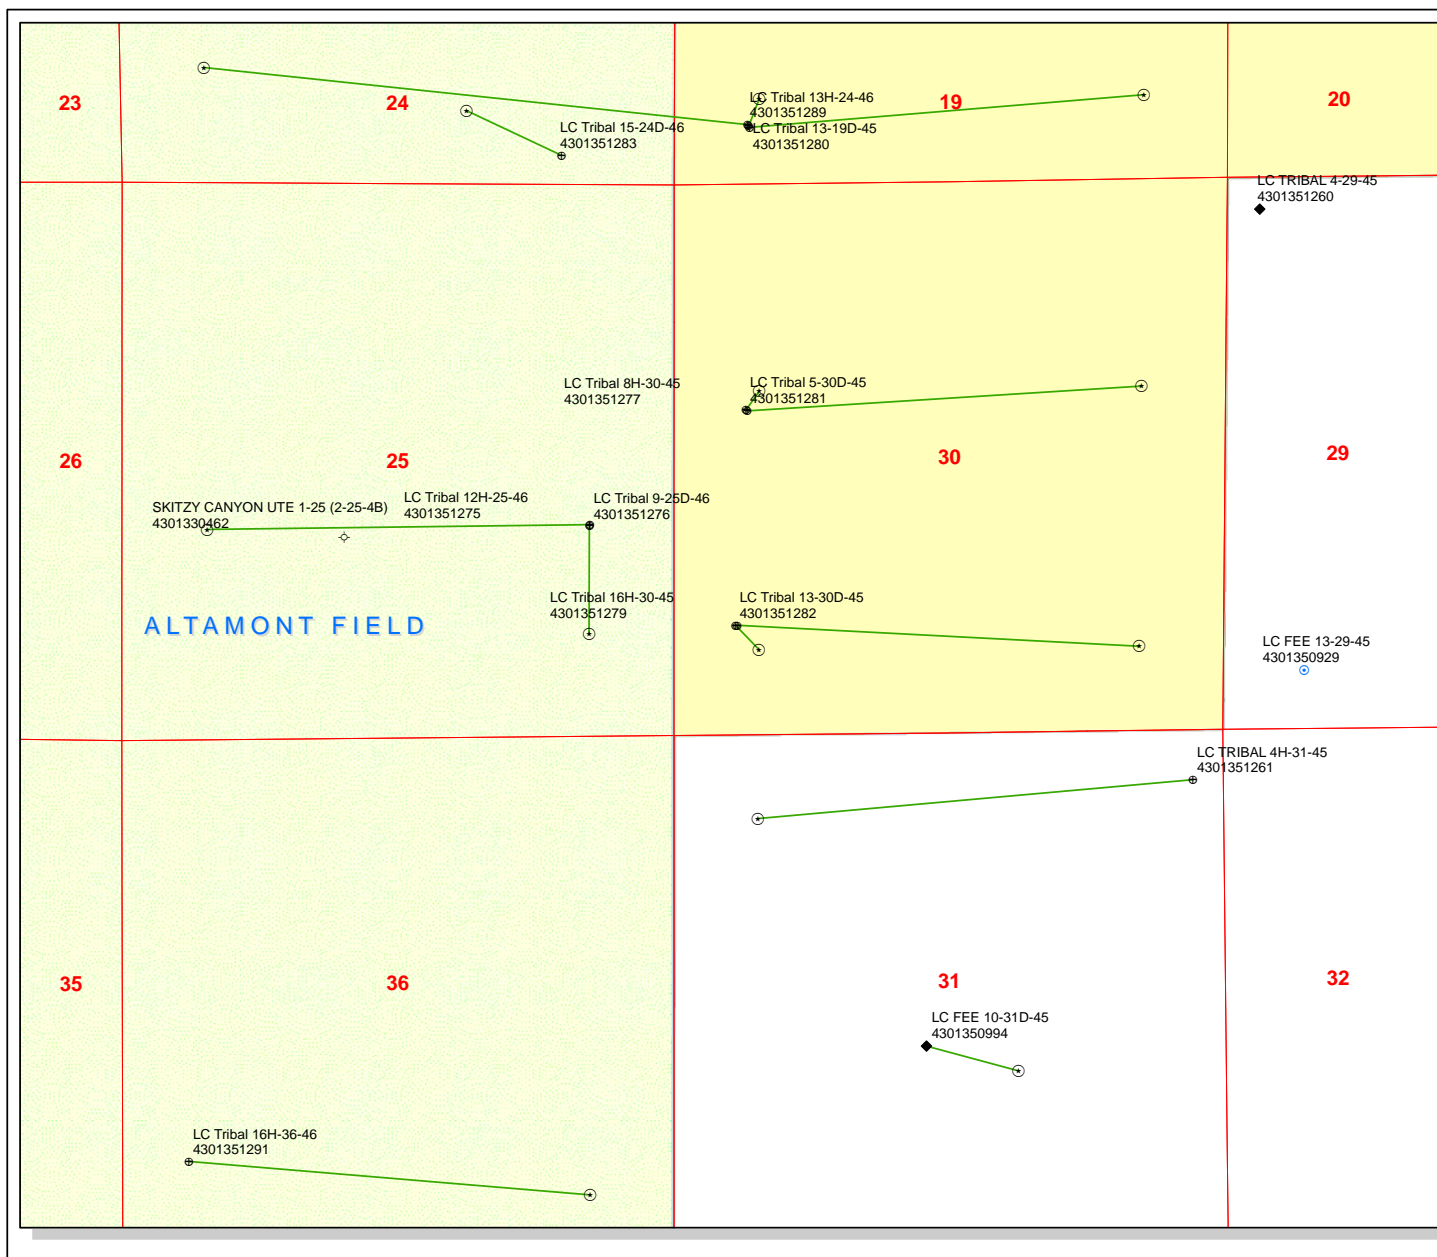 23
24
19
20
LC Tribal 13H-24-46
4301351289
LC Tribal 13-19D-45
4301351280
LC Tribal 15-24D-46
4301351283
LC TRIBAL 4-29-45
4301351260
LC Tribal 8H-30-45
4301351277
LC Tribal 5-30D-45
4301351281
26
25
30
29
SKITZY CANYON UTE 1-25 (2-25-4B)
4301330462
LC Tribal 12H-25-46
4301351275
LC Tribal 9-25D-46
4301351276
LC Tribal 16H-30-45
4301351279
LC Tribal 13-30D-45
4301351282
ALTAMONT FIELD
LC FEE 13-29-45
4301350929
LC TRIBAL 4H-31-45
4301351261
35
36
31
32
LC FEE 10-31D-45
4301350994
LC Tribal 16H-36-46
4301351291